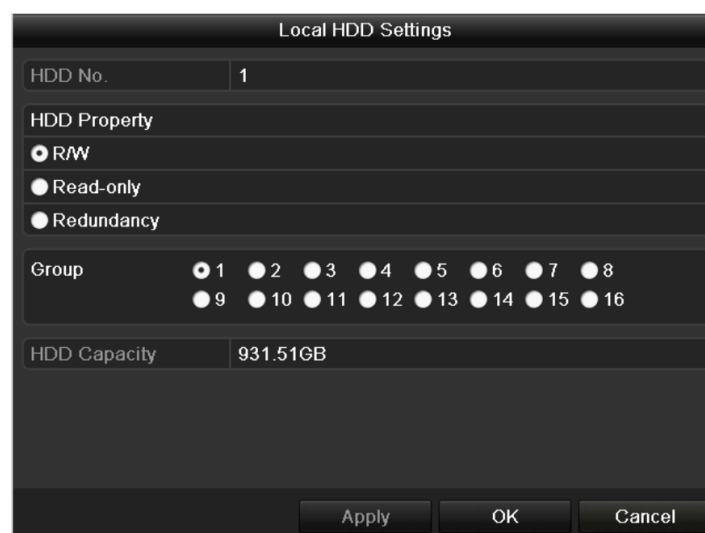 Local HDD Settings
HDD No. 1
HDD Property
R/W
Read-only
Redundancy
Group 1 2 3 4 5 6 7 8
9 10 11 12 13 14 15 16
HDD Capacity 931.51GB
Apply OK Cancel